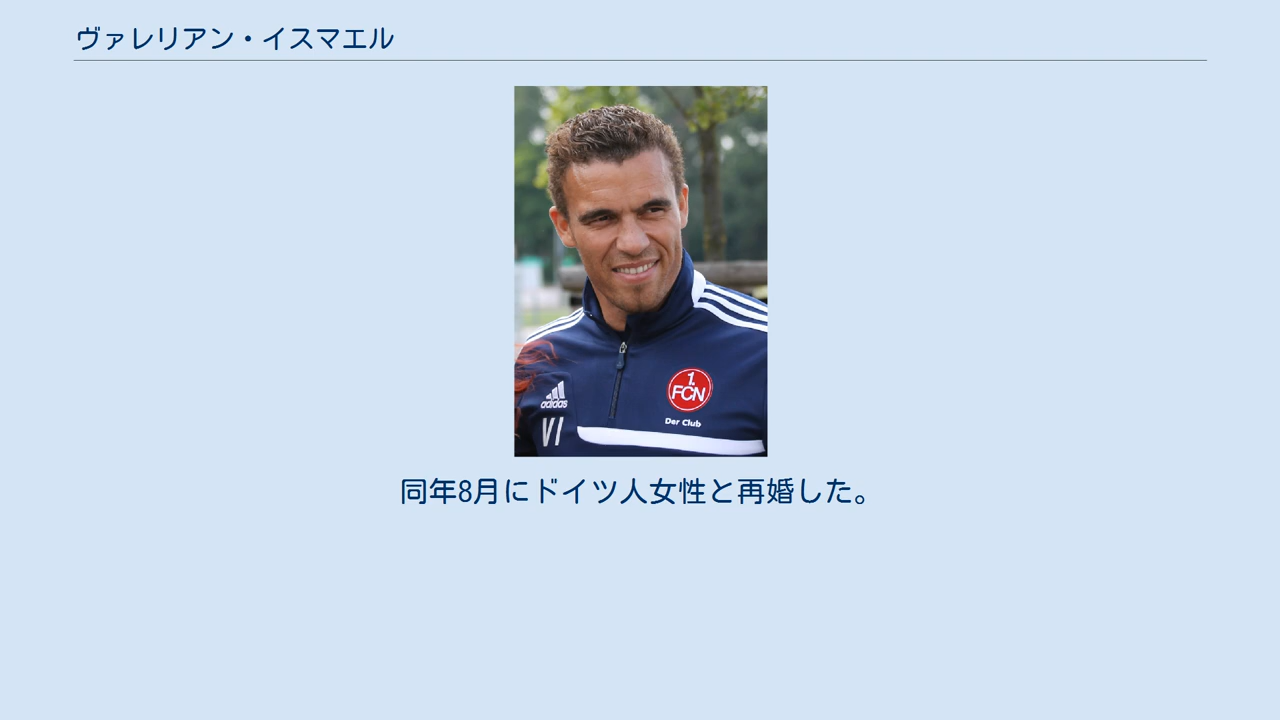 ヴァレリアン・イスマエル
1.
FCN
adidas
Der Club
VI
同年8月にドイツ人女性と再婚した。